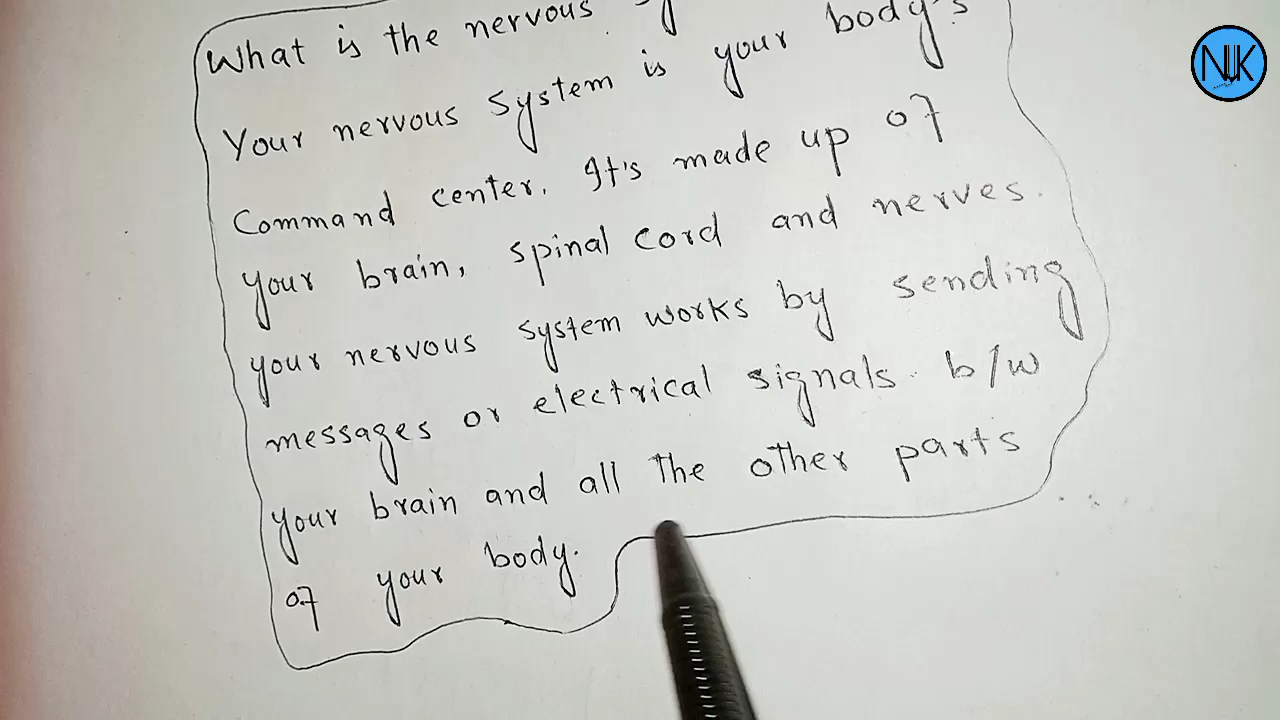 What is the nervous
Your nervous system is your body's
Command center. It's made up of
your brain, spinal cord and nerves.
your nervous system works by sending
messages or electrical signals. b/w
your brain and all the other parts
of your body.
NK